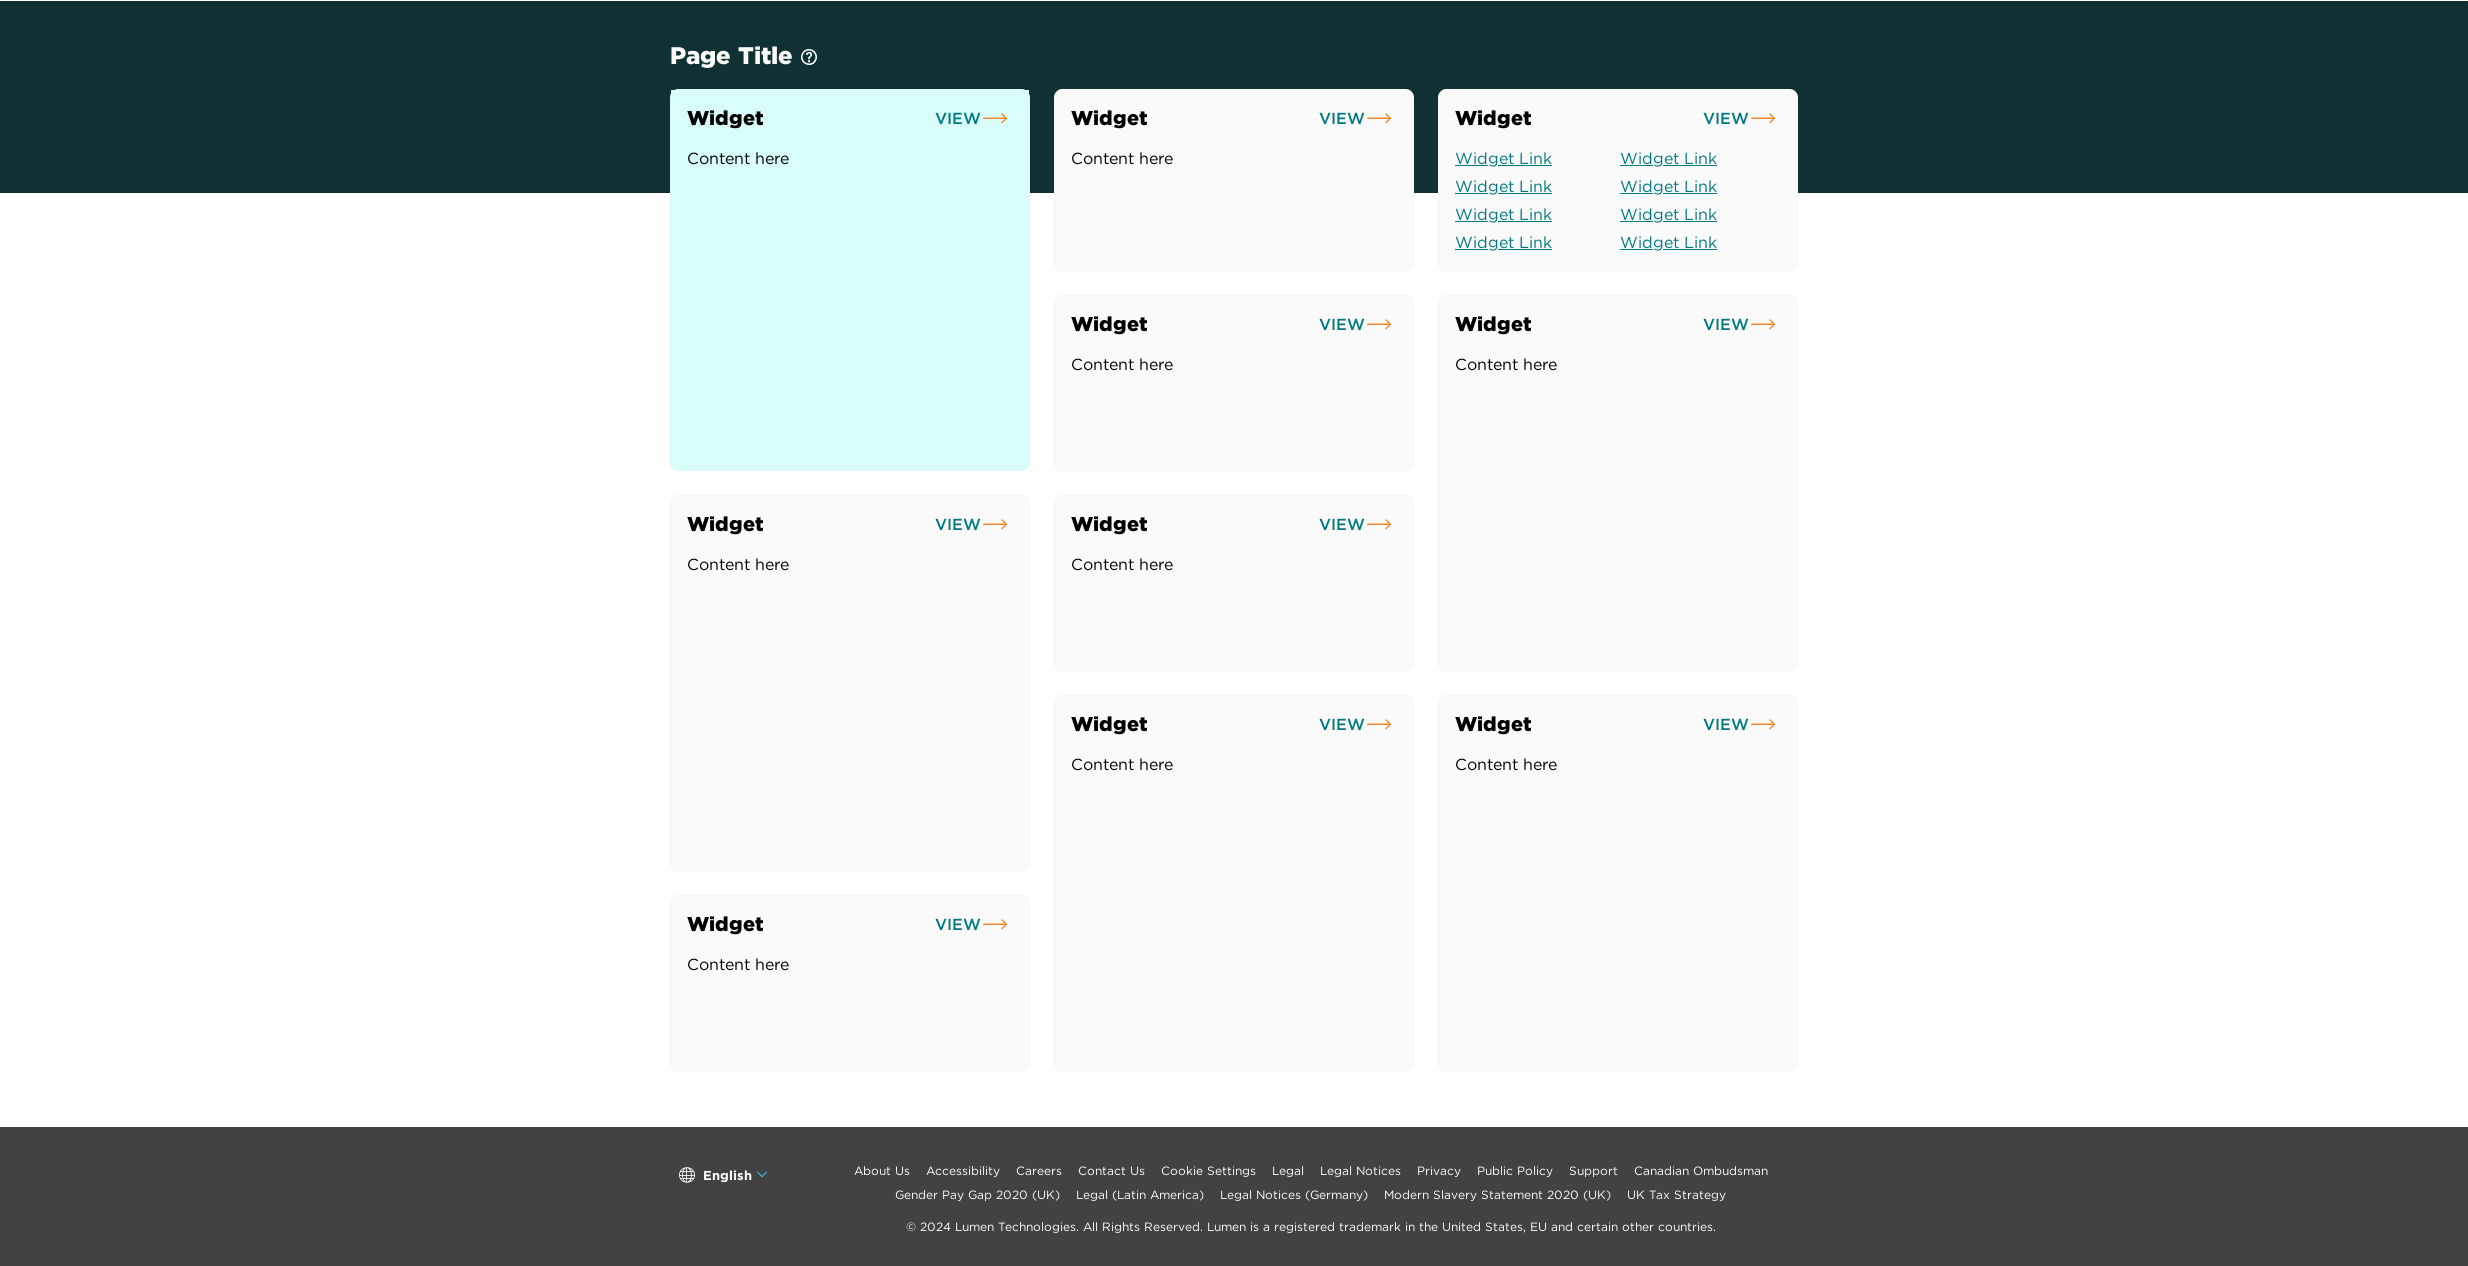 Page Title
Widget VIEW
Content here
Widget VIEW
Content here
Widget VIEW
Widget Link Widget Link
Widget Link Widget Link
Widget Link Widget Link
Widget Link Widget Link
Widget VIEW
Content here
Widget VIEW
Content here
Widget VIEW
Content here
Widget VIEW
Content here
Widget VIEW
Content here
Widget VIEW
Content here
Widget VIEW
Content here
English
About Us Accessibility Careers Contact Us Cookie Settings Legal Legal Notices Privacy Public Policy Support Canadian Ombudsman
Gender Pay Gap 2020 (UK) Legal (Latin America) Legal Notices (Germany) Modern Slavery Statement 2020 (UK) UK Tax Strategy
© 2024 Lumen Technologies. All Rights Reserved. Lumen is a registered trademark in the United States, EU and certain other countries.